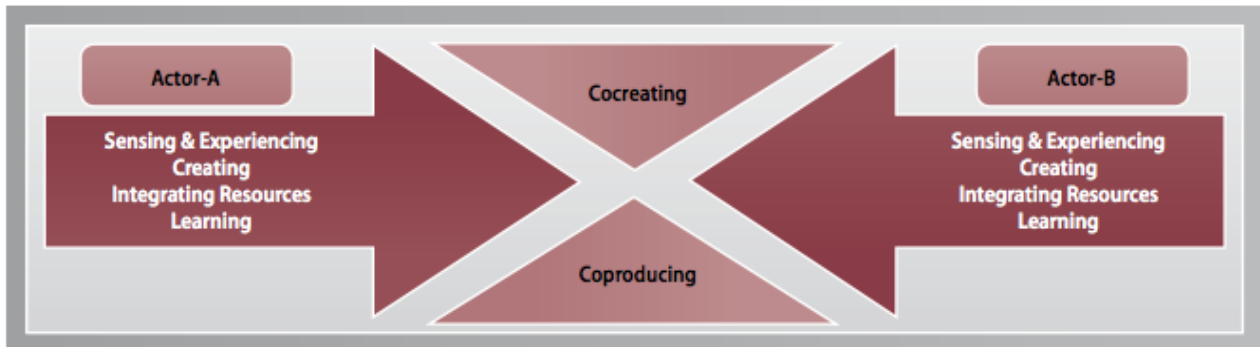 Actor-A
Sensing & Experiencing
Creating
Integrating Resources
Learning
Cocreating
Coproducing
Actor-B
Sensing & Experiencing
Creating
Integrating Resources
Learning